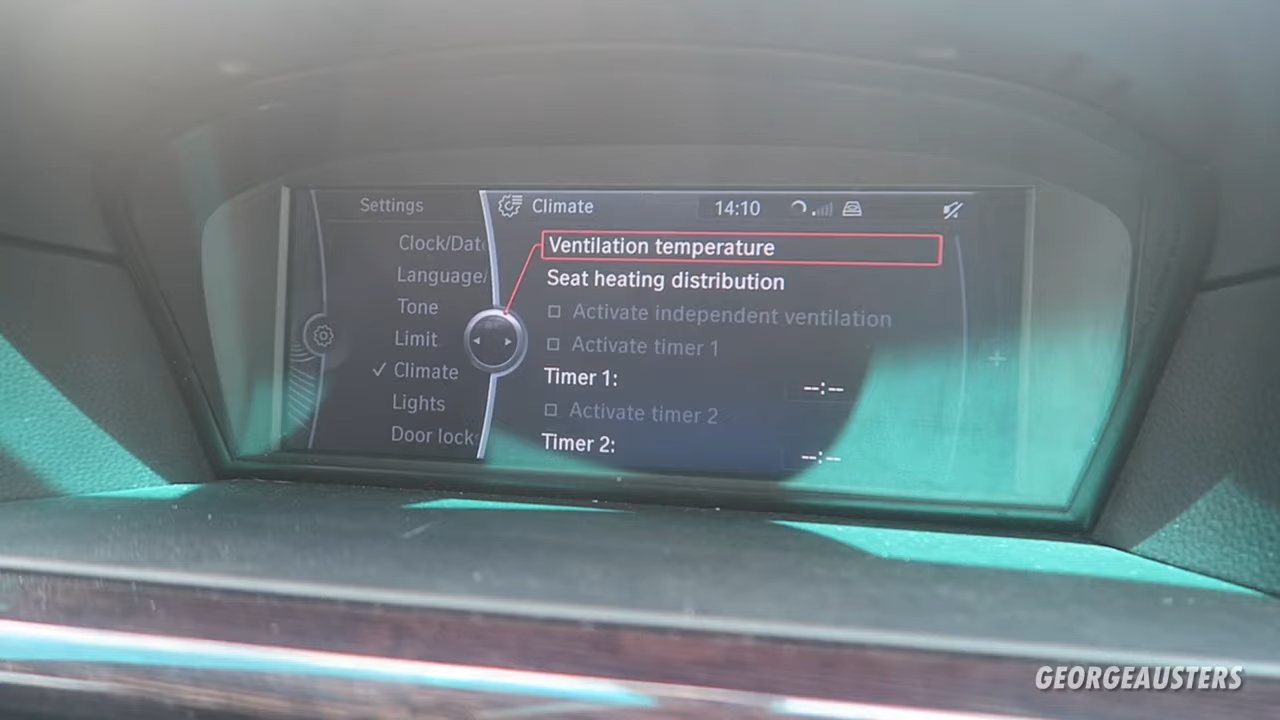 Settings
Clock/Dat
Language/
Tone
Limit
✓ Climate
Lights
Door lock
Climate
14:10
Ventilation temperature
Seat heating distribution
Activate independent ventilation
Activate timer 1
Timer 1: --:--
Activate timer 2
Timer 2: --:--
GEORGEAUSTERS